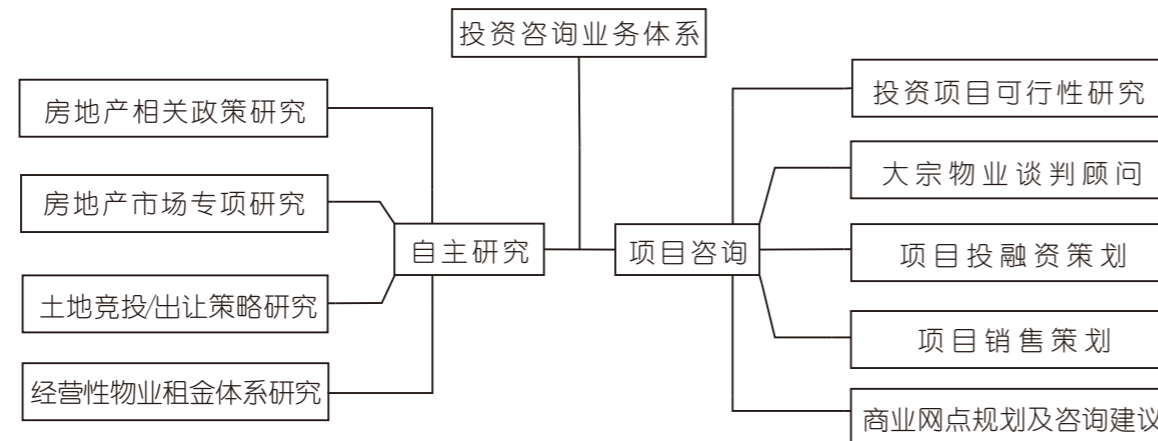 投资咨询业务体系
房地产相关政策研究
房地产市场专项研究
土地竞投/出让策略研究
经营性物业租金体系研究
自主研究
项目咨询
投资项目可行性研究
大宗物业谈判顾问
项目投融资策划
项目销售策划
商业网点规划及咨询建议